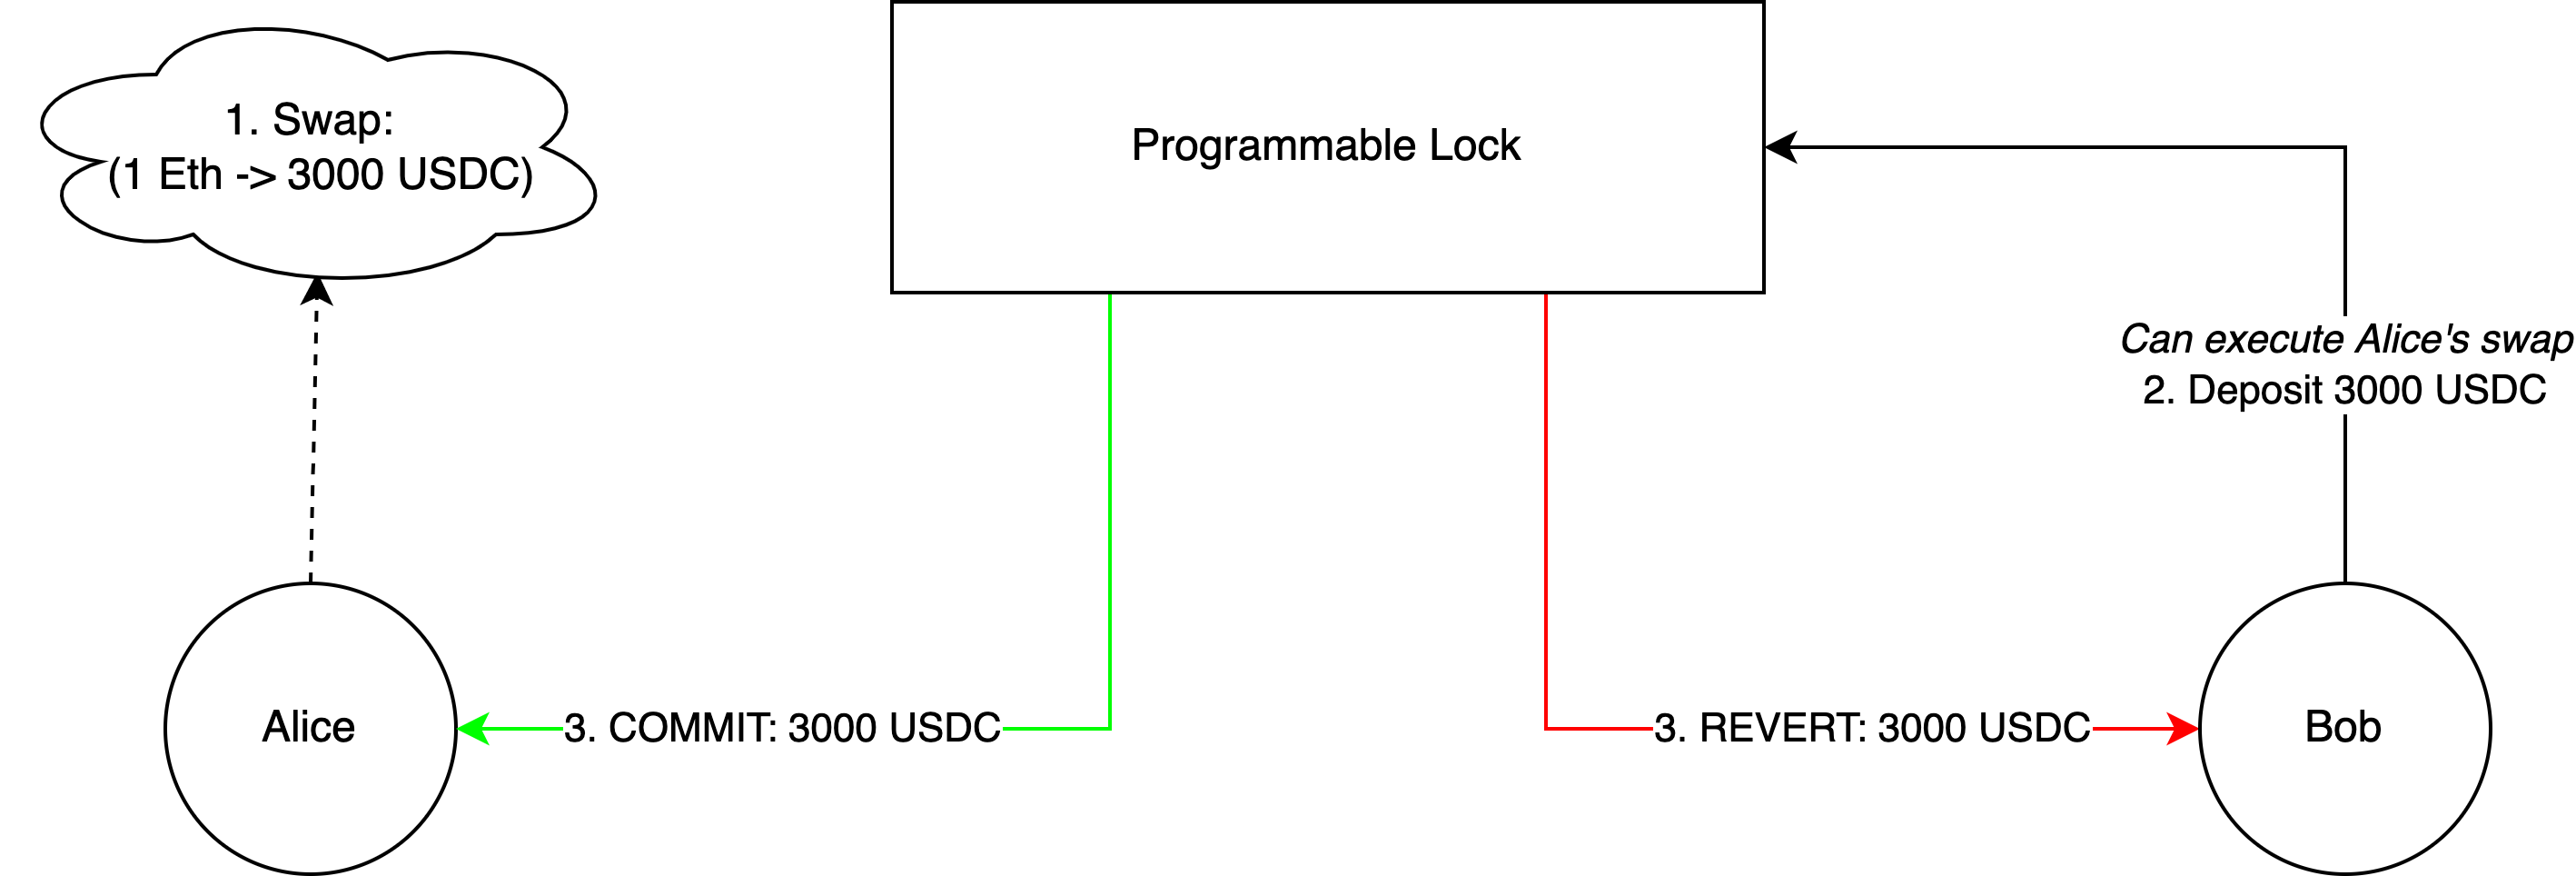 1. Swap:
(1 Eth -> 3000 USDC)
Programmable Lock
Can execute Alice's swap
2. Deposit 3000 USDC
Alice
3. COMMIT: 3000 USDC
3. REVERT: 3000 USDC
Bob